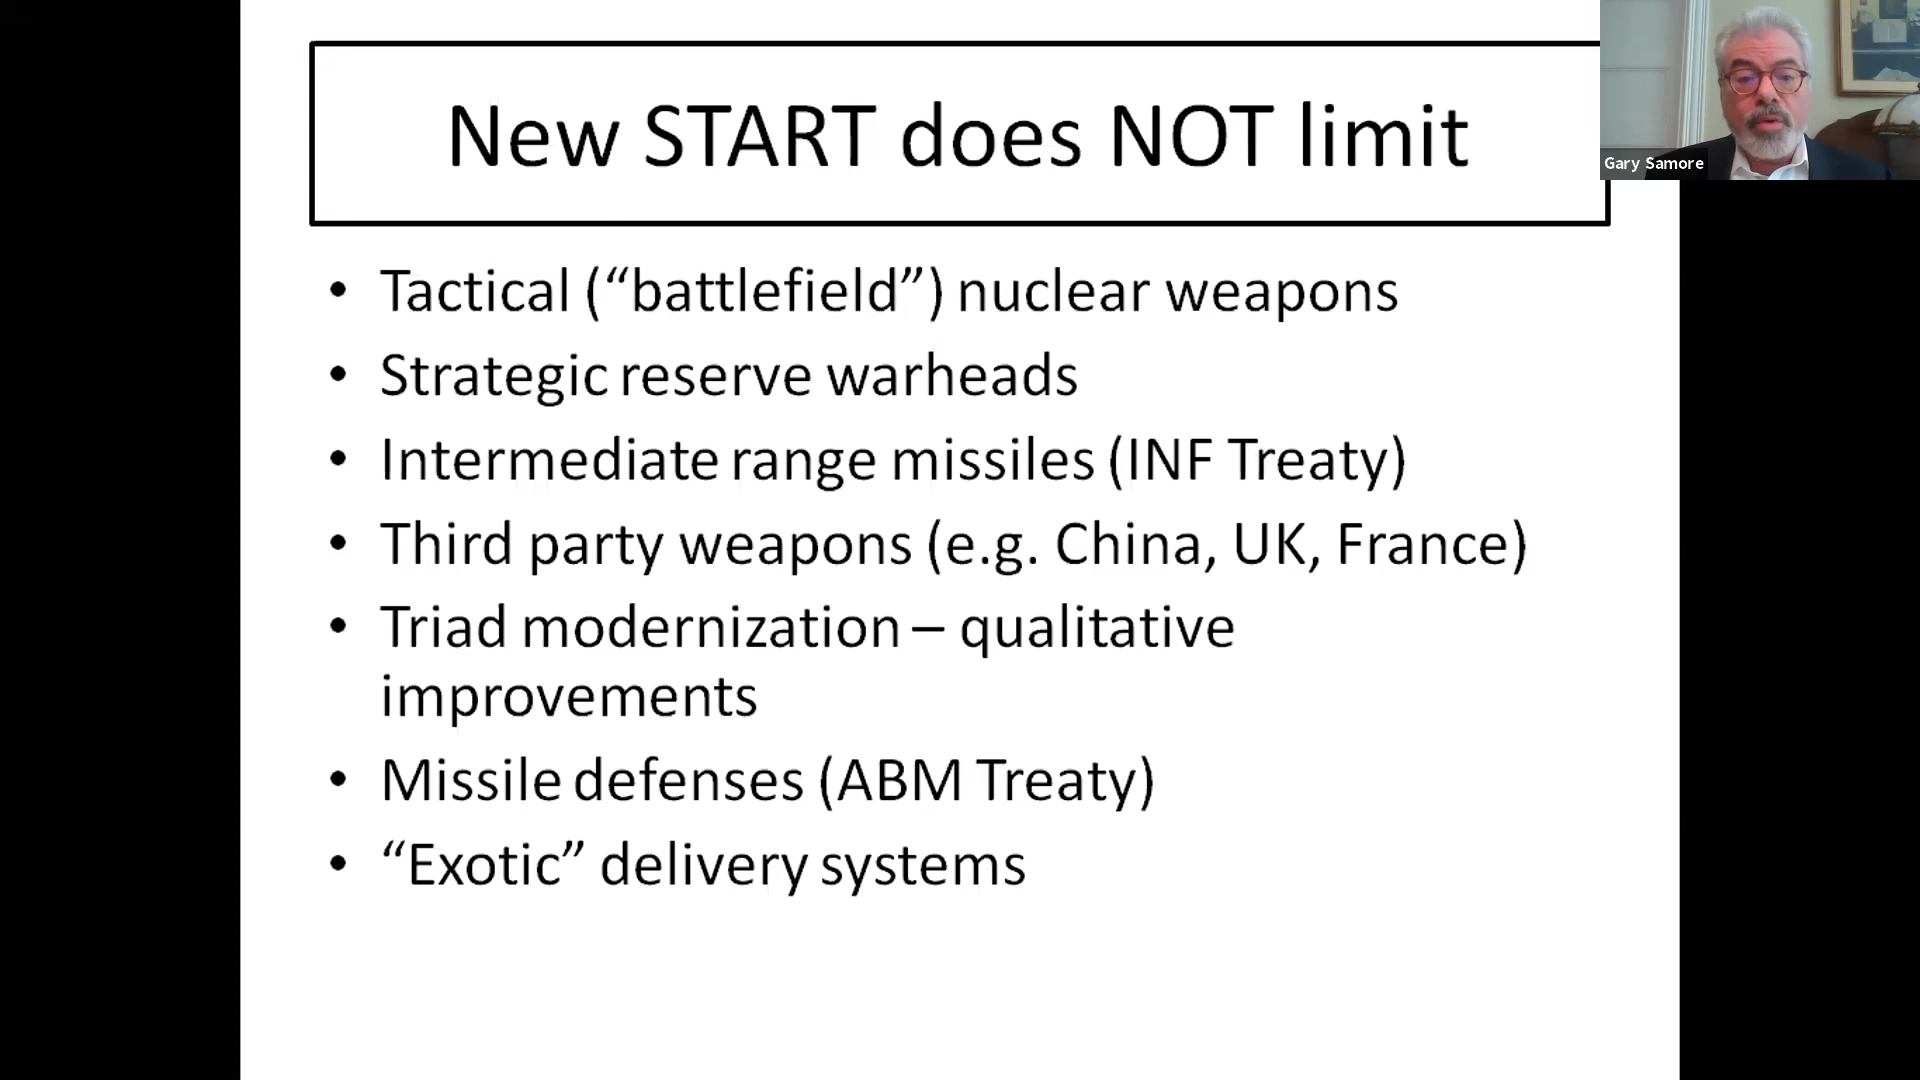 New START does NOT limit
Gary Samore
• Tactical (“battlefield”) nuclear weapons
• Strategic reserve warheads
• Intermediate range missiles (INF Treaty)
• Third party weapons (e.g. China, UK, France)
• Triad modernization – qualitative
improvements
• Missile defenses (ABM Treaty)
• “Exotic” delivery systems